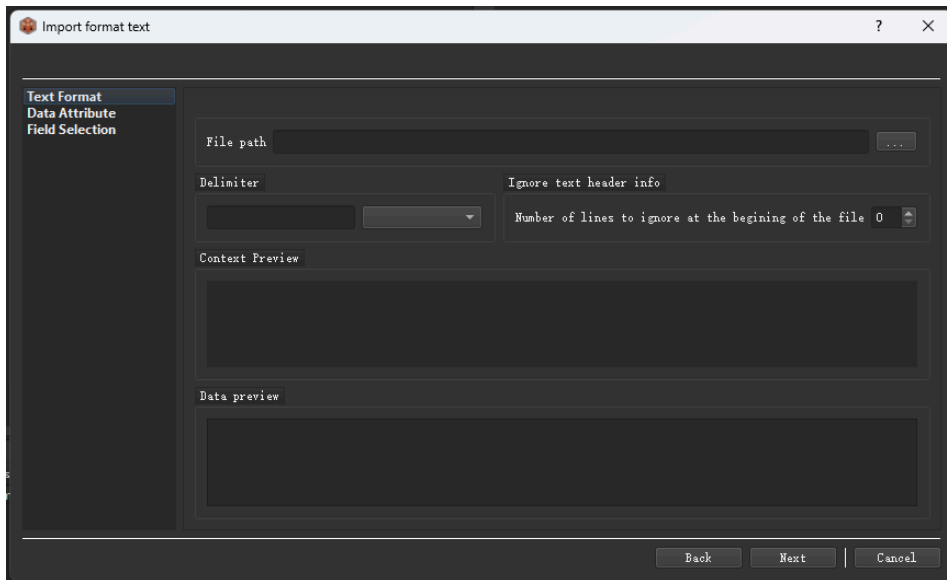 Import format text
?
Text Format
Data Attribute
Field Selection
File path
...
Delimiter
Ignore text header info
Number of lines to ignore at the begining of the file 0
Context Preview
Data preview
Back
Next
Cancel